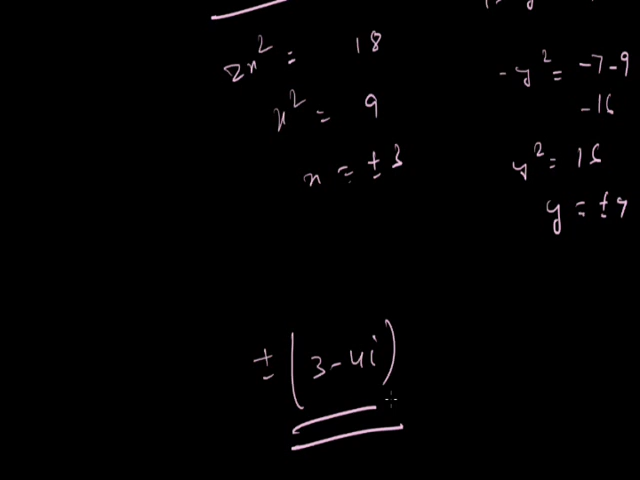 2x² = 18
x² = 9
x = ± 3
-y² = -7-9
-16
y² = 16
y = ±4
± (3-4i)